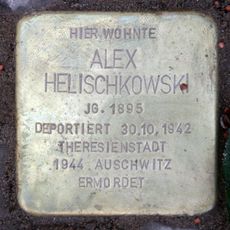 HIER WOHNTE
ALEX
HELISCHKOWSKI
JG. 1895
DEPORTIERT 30.10.1942
THERESIENSTADT
1944 AUSCHWITZ
ERMORDET